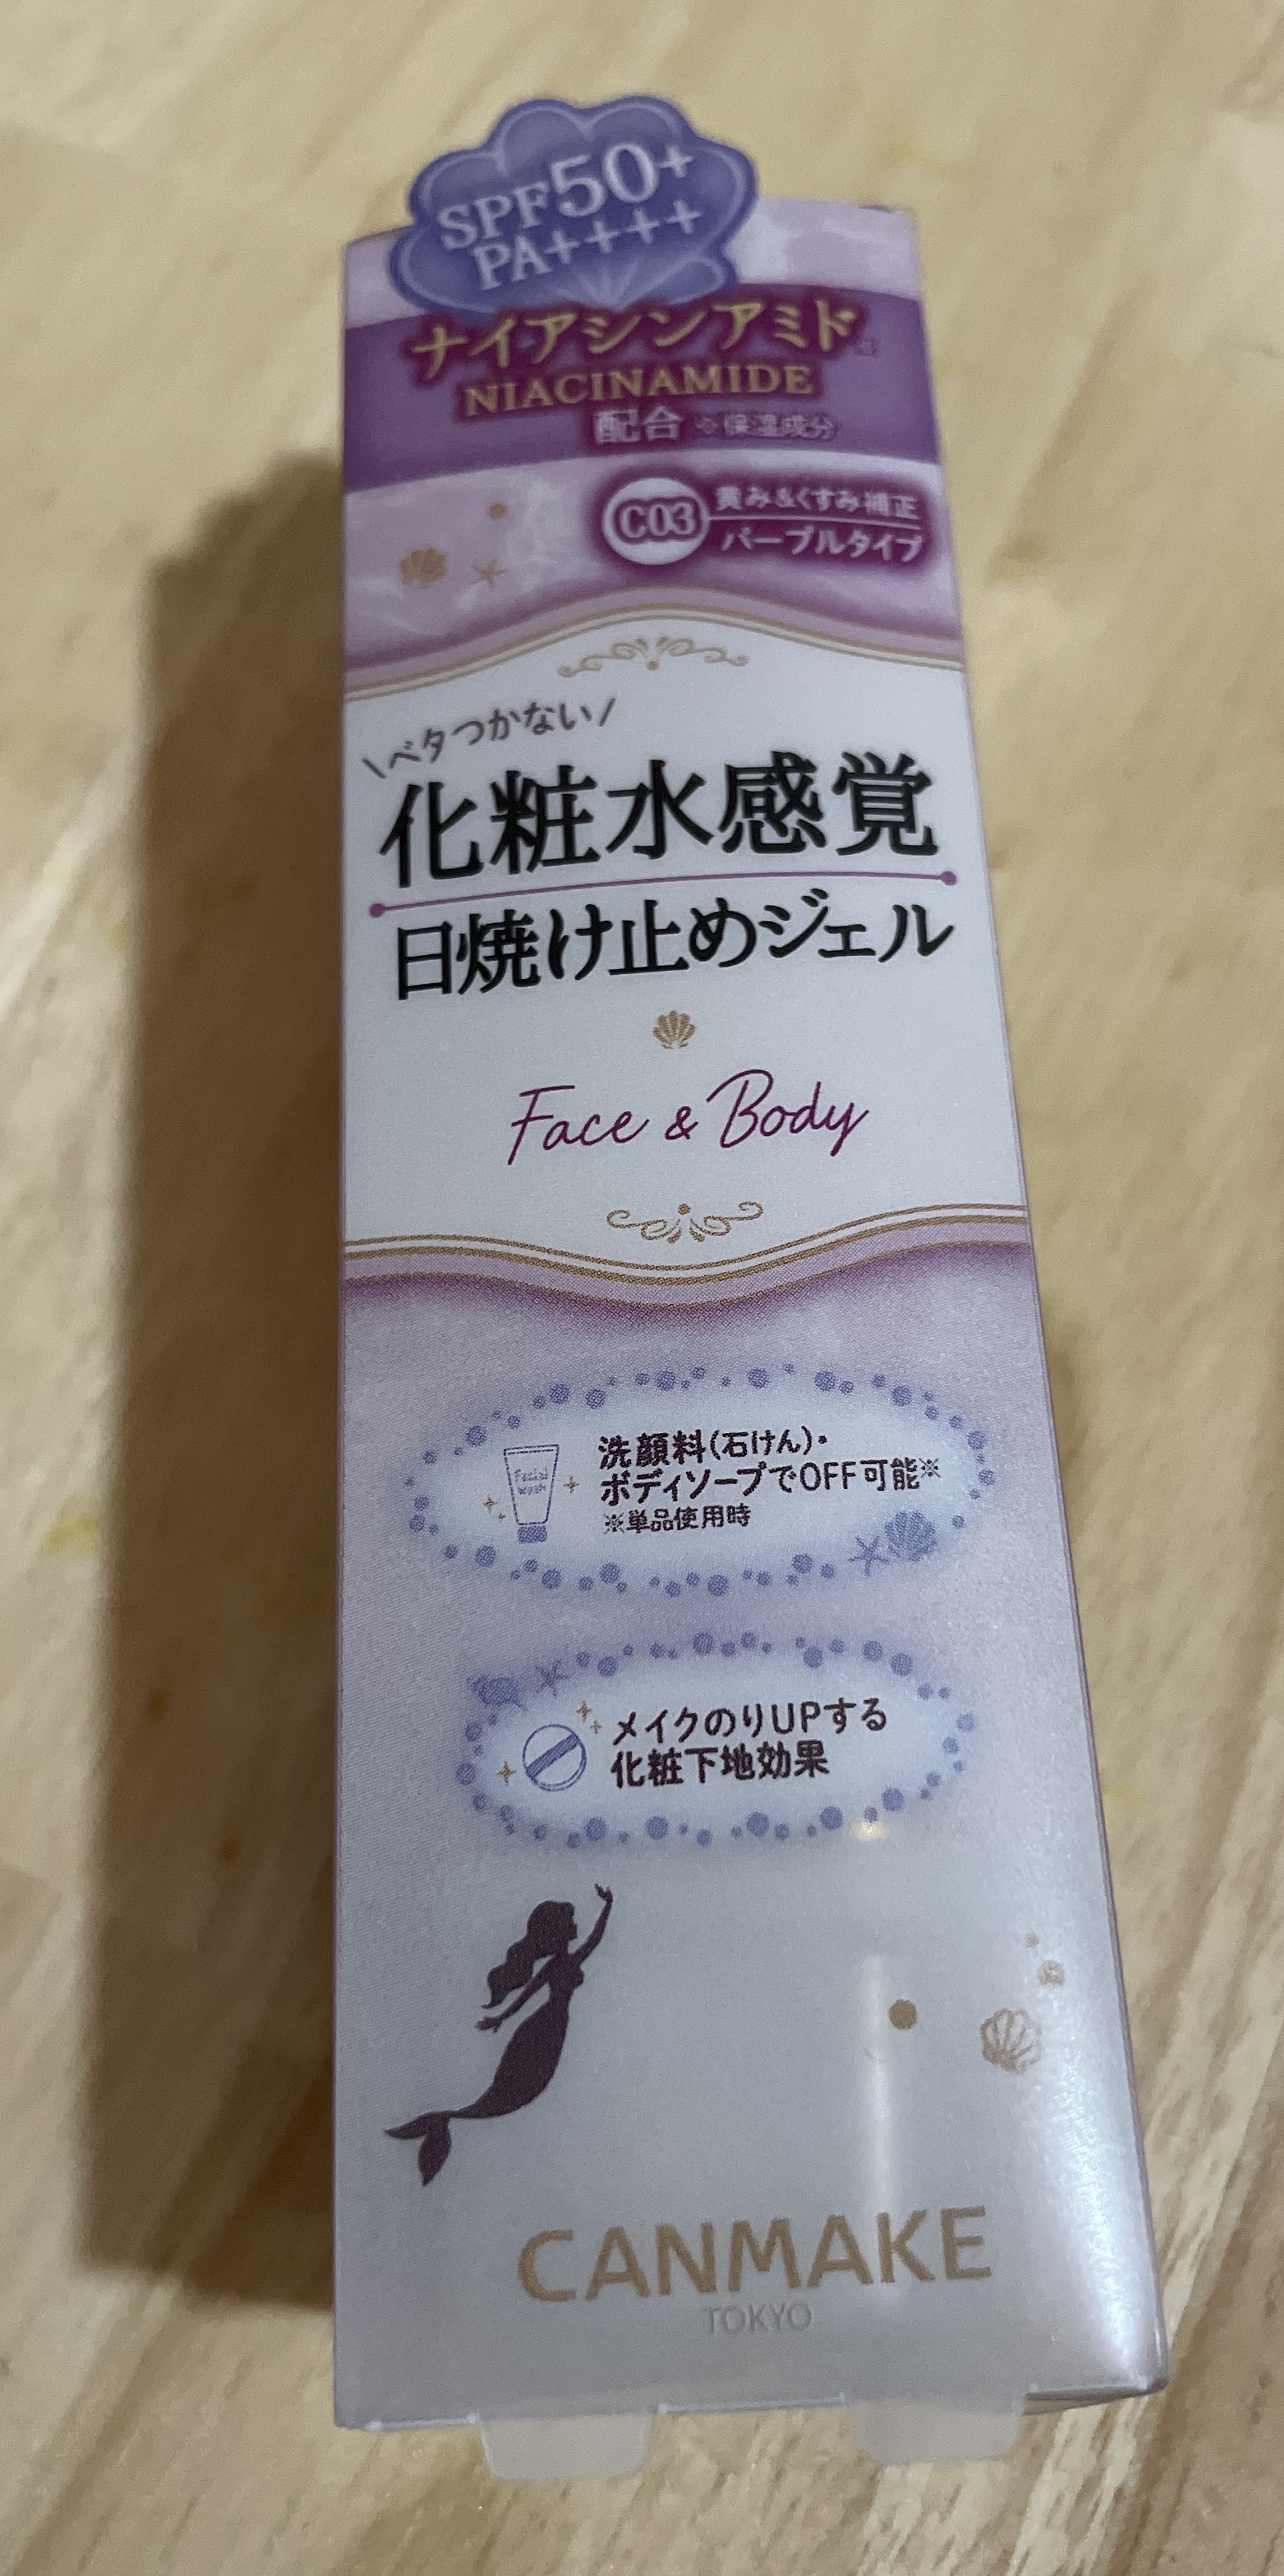 SPF50+
PA++++
ナイアシンアミド※
NIACINAMIDE
配合 ※保湿成分
C03
黄み&くすみ補正
パープルタイプ
\ベタつかない/
化粧水感覚
日焼け止めジェル
Face & Body
Facial
wash
洗顔料(石けん)・
ボディソープでOFF可能※
※単品使用時
メイクのりUPする
化粧下地効果
CANMAKE
TOKYO